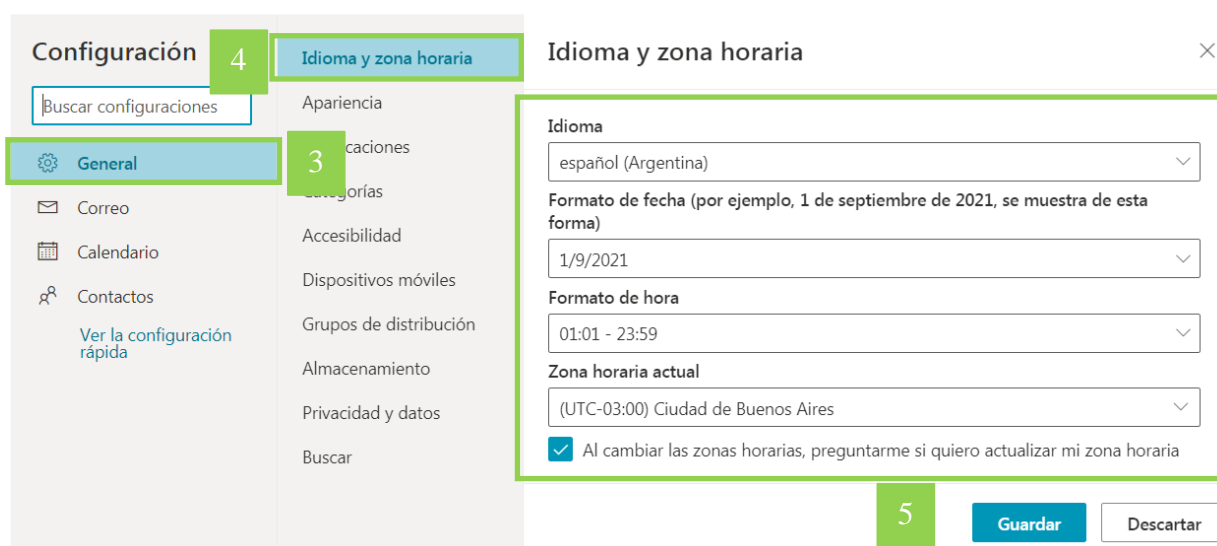 Configuración
4
Buscar configuraciones
General
3
Correo
Calendario
Contactos
Ver la configuración
rápida
Idioma y zona horaria
Apariencia
Accesibilidad
Dispositivos móviles
Grupos de distribución
Almacenamiento
Privacidad y datos
Buscar
Idioma y zona horaria
Idioma
español (Argentina)
Formato de fecha (por ejemplo, 1 de septiembre de 2021, se muestra de esta
forma)
1/9/2021
Formato de hora
01:01 - 23:59
Zona horaria actual
(UTC-03:00) Ciudad de Buenos Aires
Al cambiar las zonas horarias, preguntarme si quiero actualizar mi zona horaria
5
Guardar
Descartar